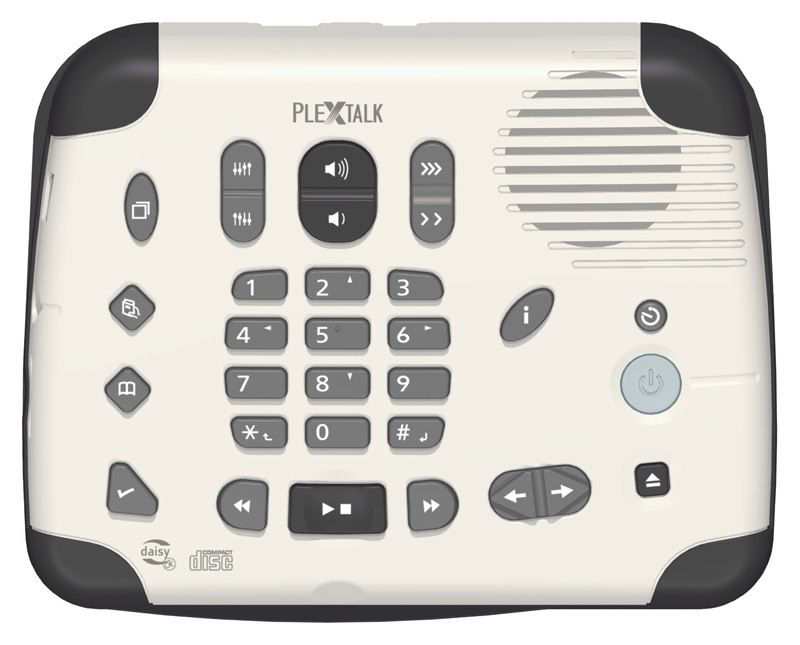 PLEXTALK
1 2 3
i
4 5 6
7 8 9
* 0 #
daisy
COMPACT
disc